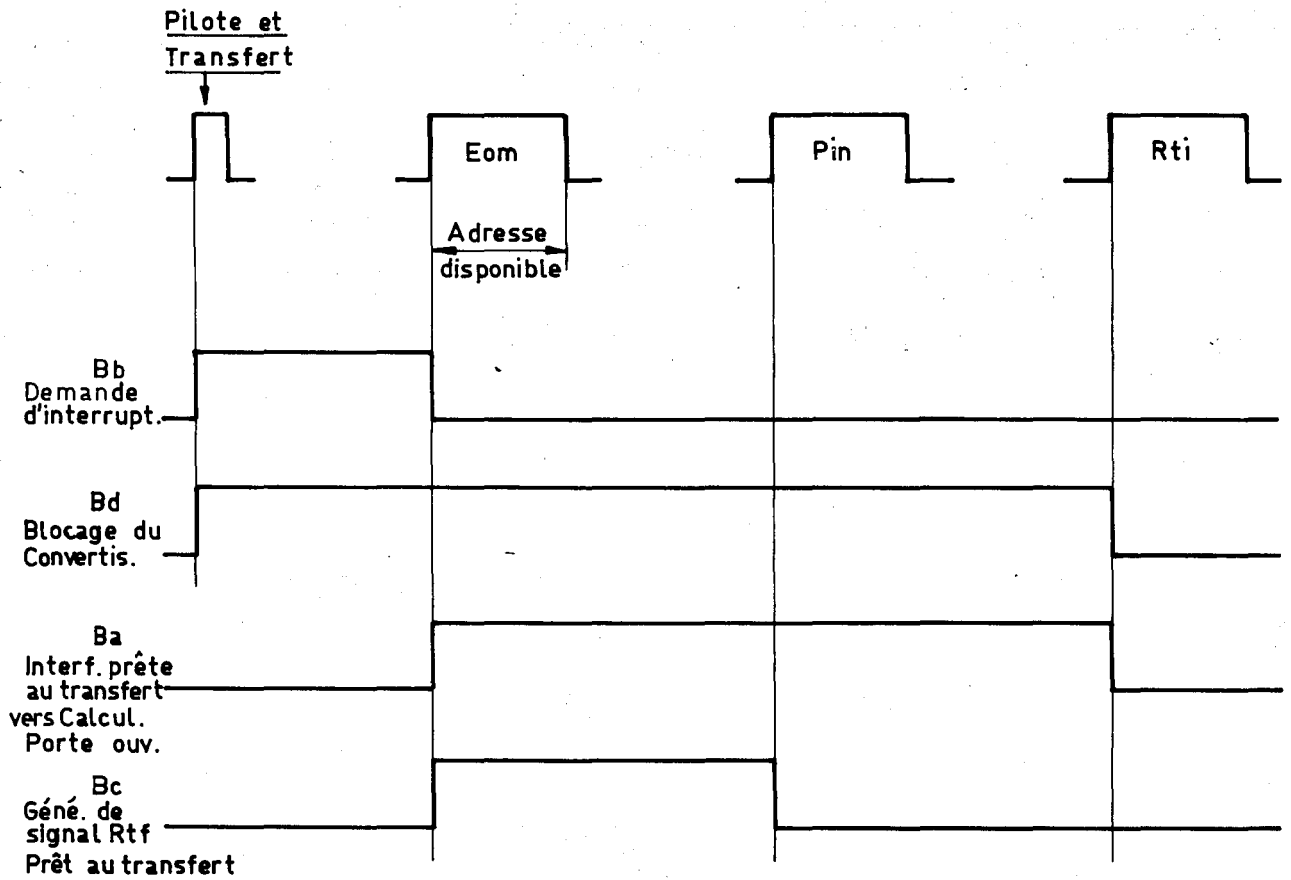 Pilote et
Transfert
Eom
Pin
Rti
Adresse
disponible
Bb
Demande
d'interrupt.
Bd
Blocage du
Convertis.
Ba
Interf. prête
au transfert
vers Calcul.
Porte ouv.
Bc
Géné. de
signal Rtf
Prêt au transfert